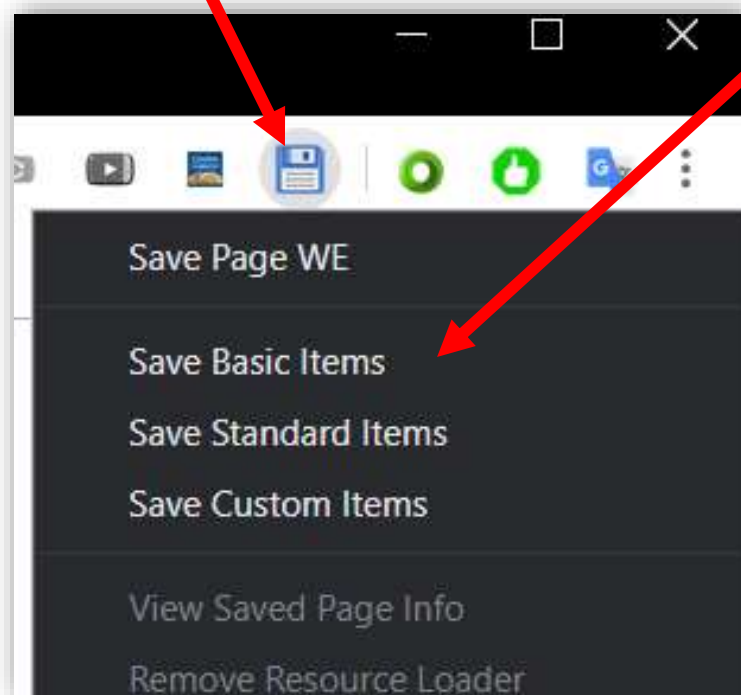 Save Page WE
Save Basic Items
Save Standard Items
Save Custom Items
View Saved Page Info
Remove Resource Loader